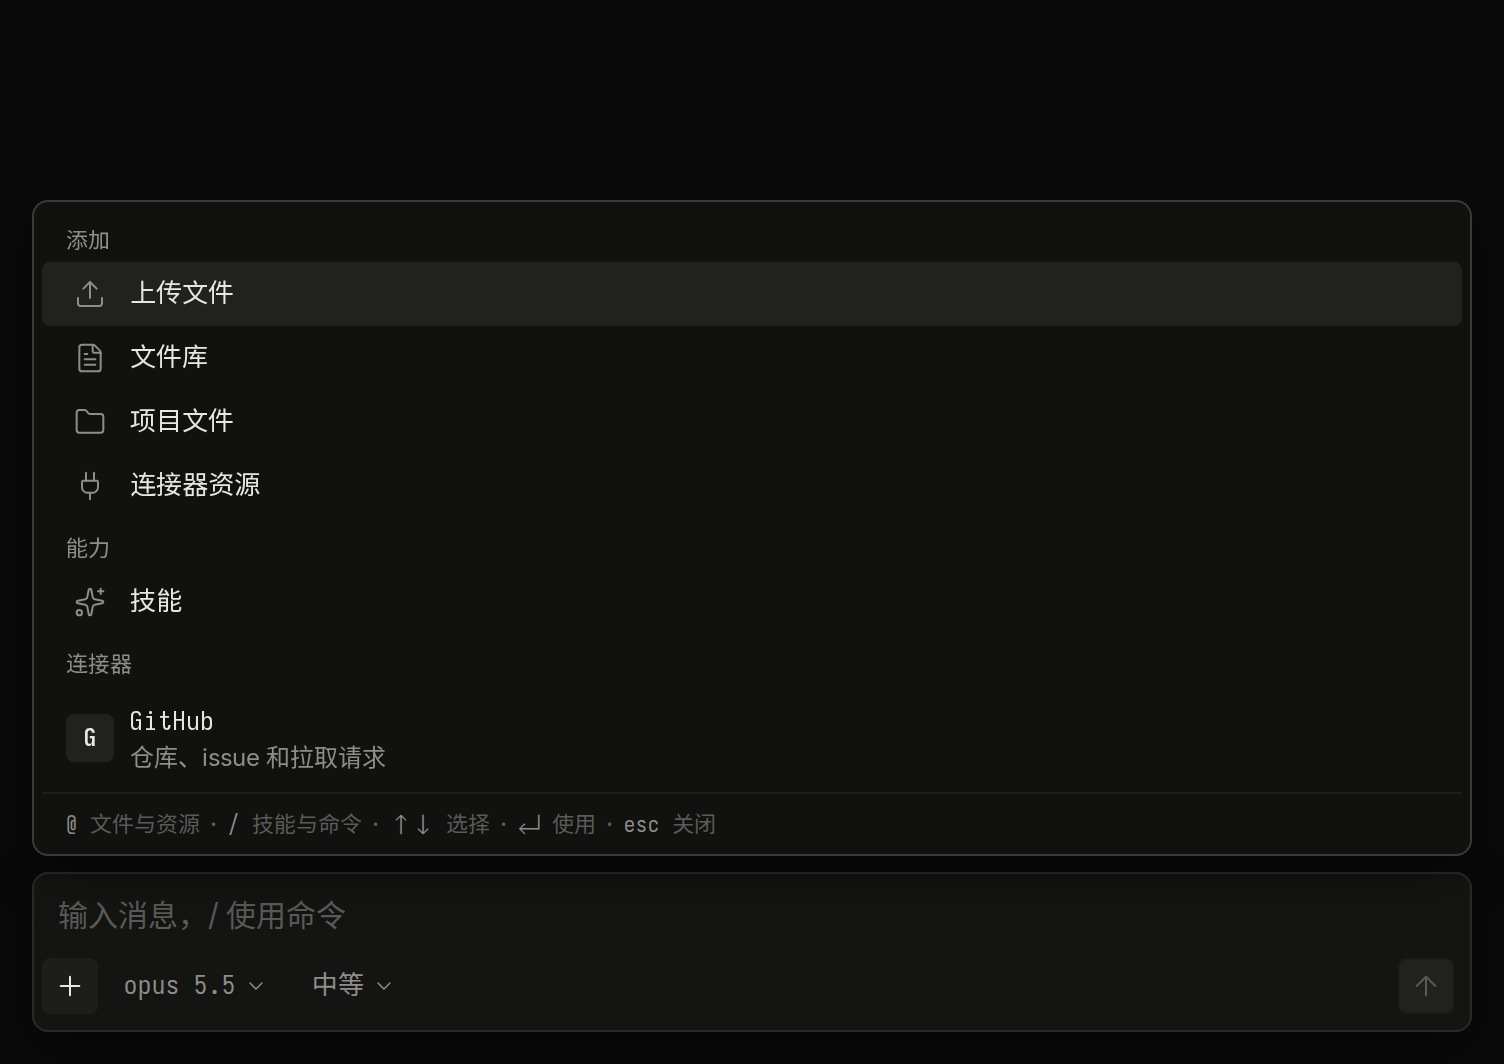 添加
上传文件
文件库
项目文件
连接器资源
能力
技能
连接器
G
GitHub
仓库、issue 和拉取请求
@ 文件与资源 · / 技能与命令 · ↑↓ 选择 · ↵ 使用 · esc 关闭
输入消息，/ 使用命令
opus 5.5
中等